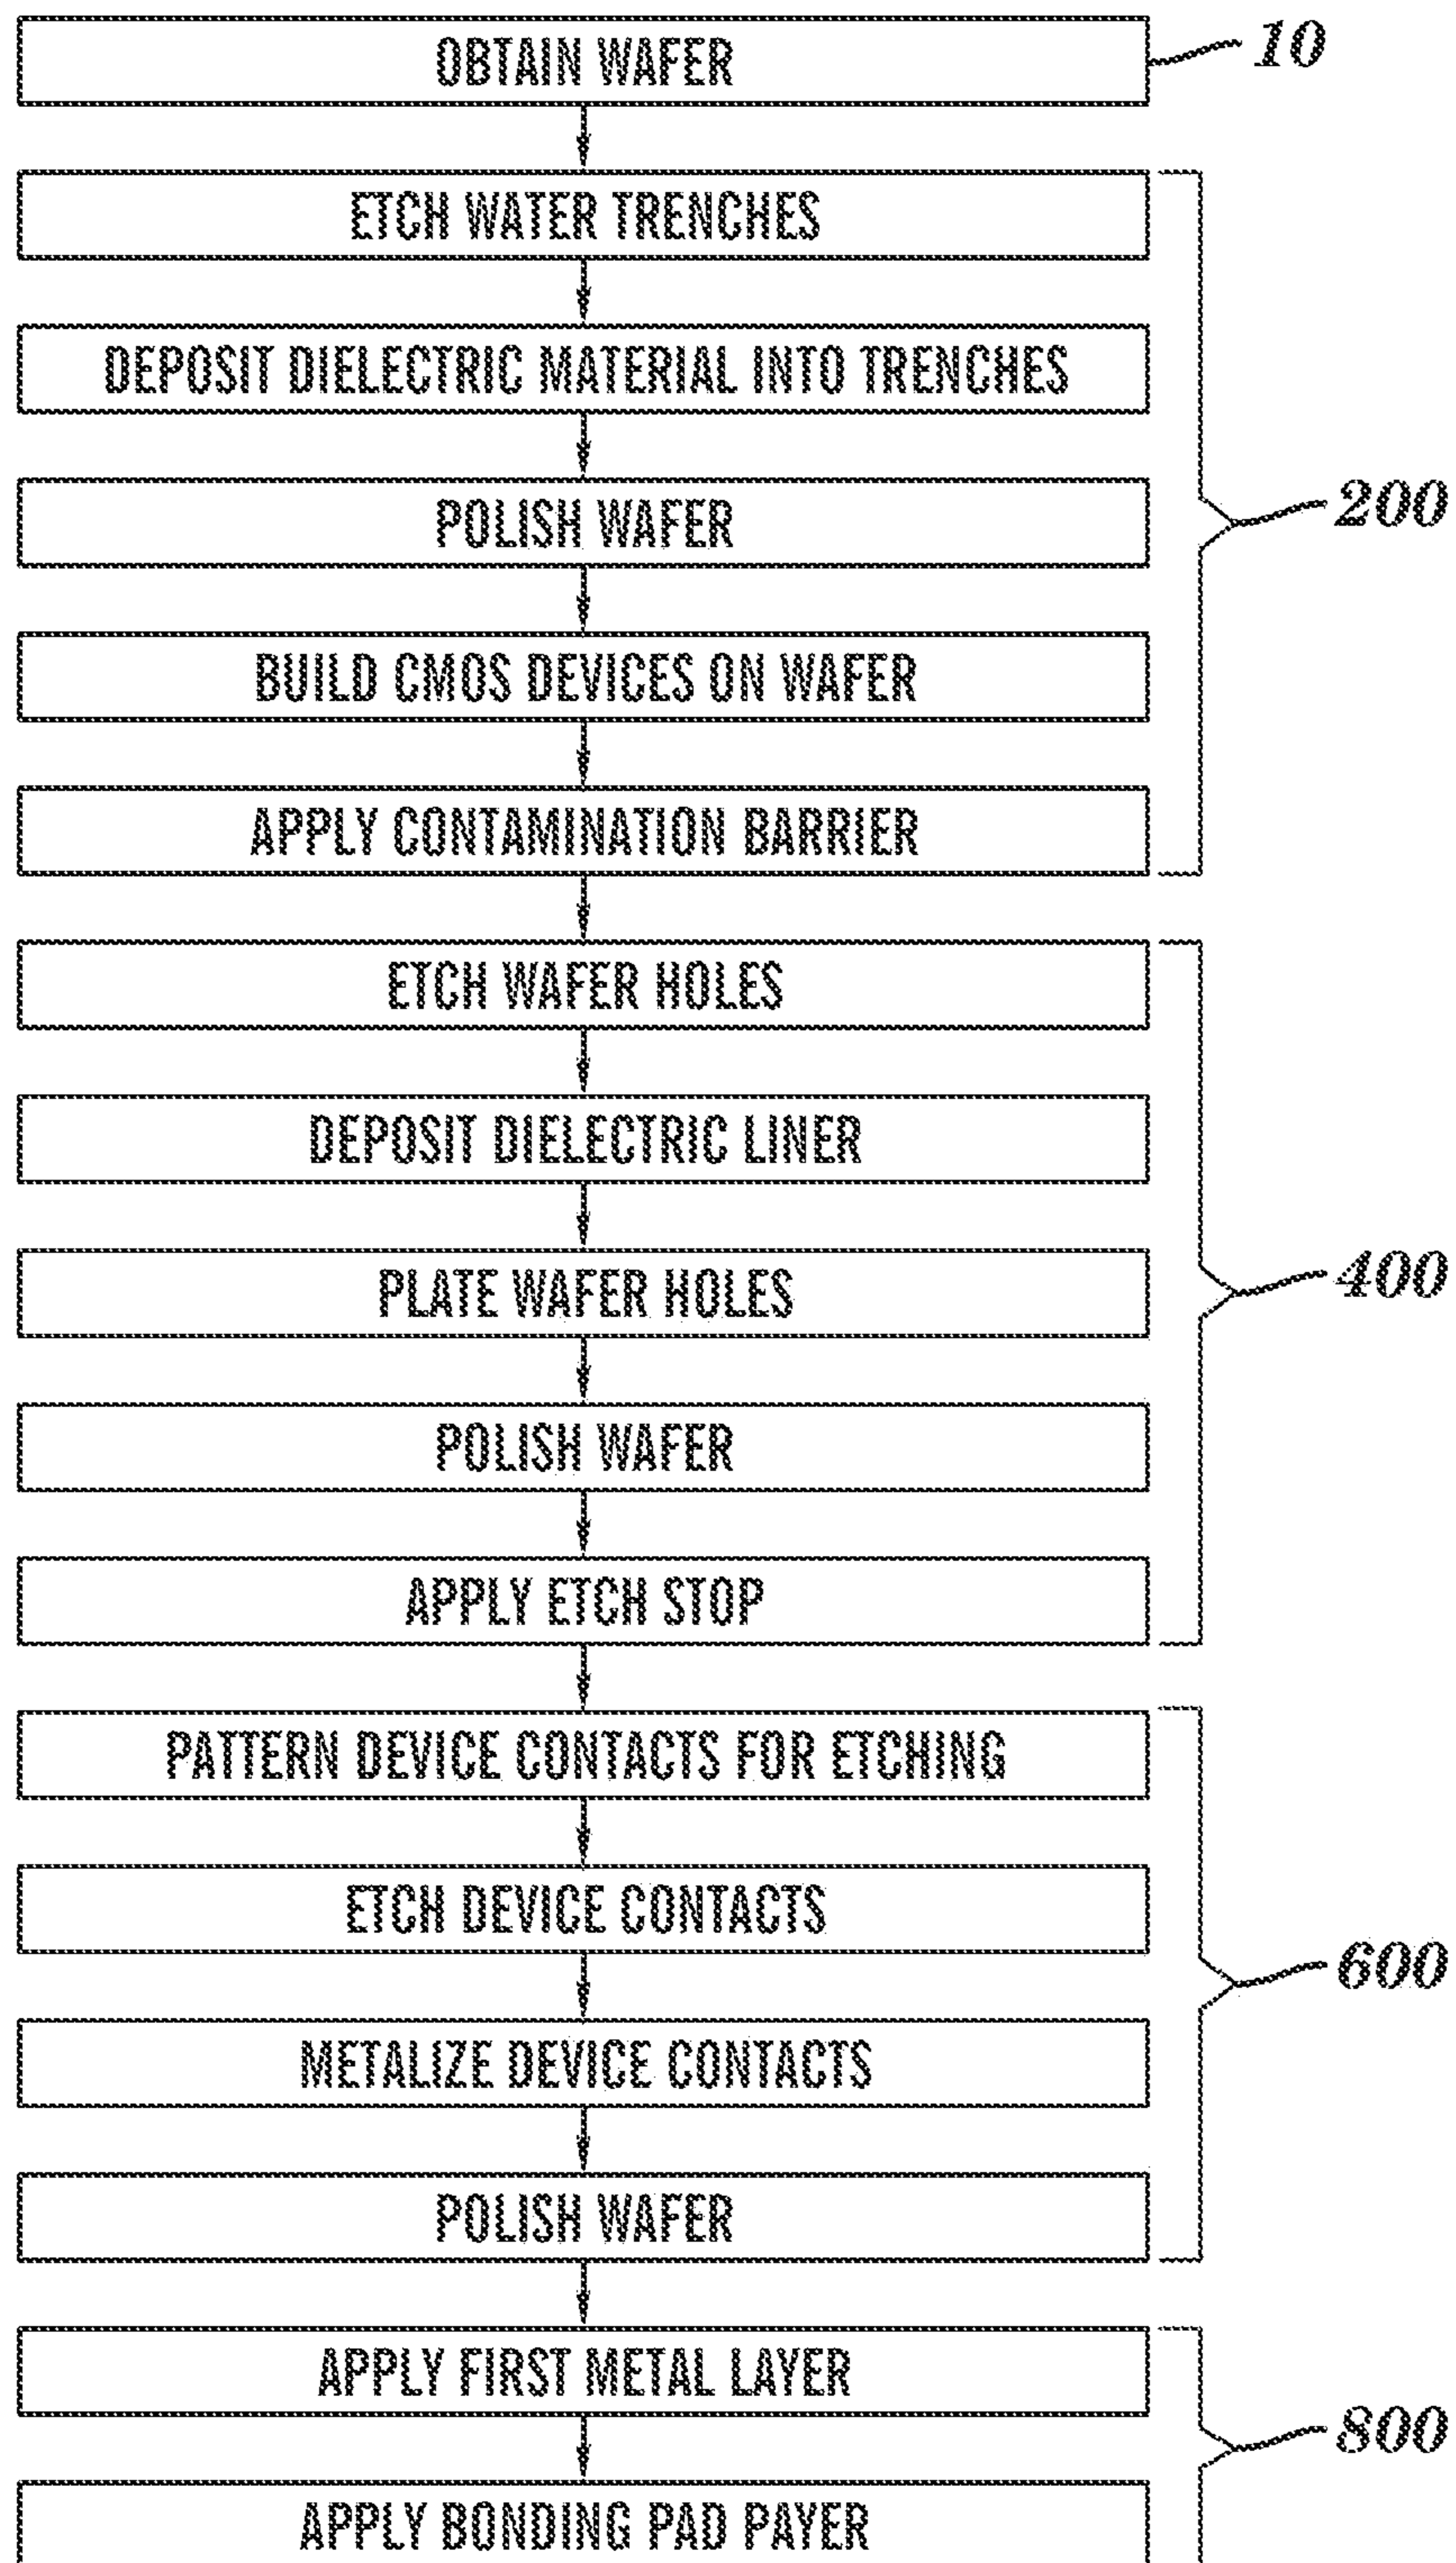 OBTAIN WAFER
10
ETCH WATER TRENCHES
DEPOSIT DIELECTRIC MATERIAL INTO TRENCHES
POLISH WAFER
200
BUILD CMOS DEVICES ON WAFER
APPLY CONTAMINATION BARRIER
ETCH WAFER HOLES
DEPOSIT DIELECTRIC LINER
PLATE WAFER HOLES
400
POLISH WAFER
APPLY ETCH STOP
PATTERN DEVICE CONTACTS FOR ETCHING
ETCH DEVICE CONTACTS
600
METALIZE DEVICE CONTACTS
POLISH WAFER
APPLY FIRST METAL LAYER
800
APPLY BONDING PAD PAYER